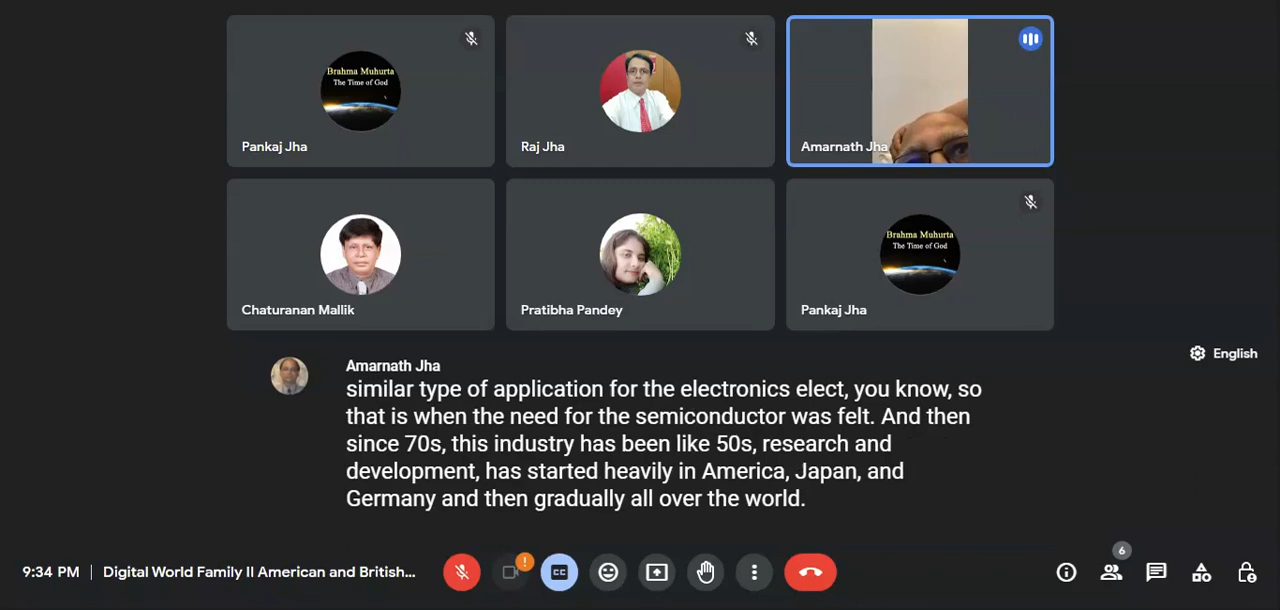 Brahma Muhurta
The Time of God
Pankaj Jha
Raj Jha
Amarnath Jha
Chaturanan Mallik
Pratibha Pandey
Brahma Muhurta
The Time of God
Pankaj Jha
English
Amarnath Jha
similar type of application for the electronics elect, you know, so
that is when the need for the semiconductor was felt. And then
since 70s, this industry has been like 50s, research and
development, has started heavily in America, Japan, and
Germany and then gradually all over the world.
9:34 PM | Digital World Family II American and British...
!
CC
6